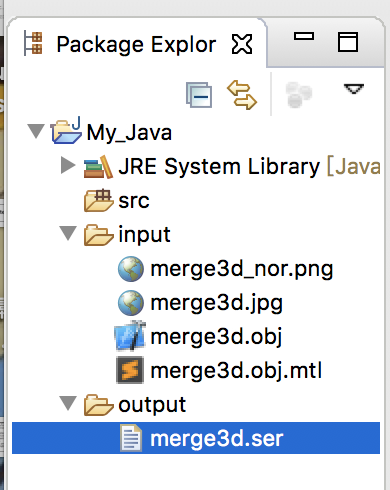 Package Explor
My_Java
JRE System Library [Java
src
input
merge3d_nor.png
merge3d.jpg
merge3d.obj
merge3d.obj.mtl
output
merge3d.ser